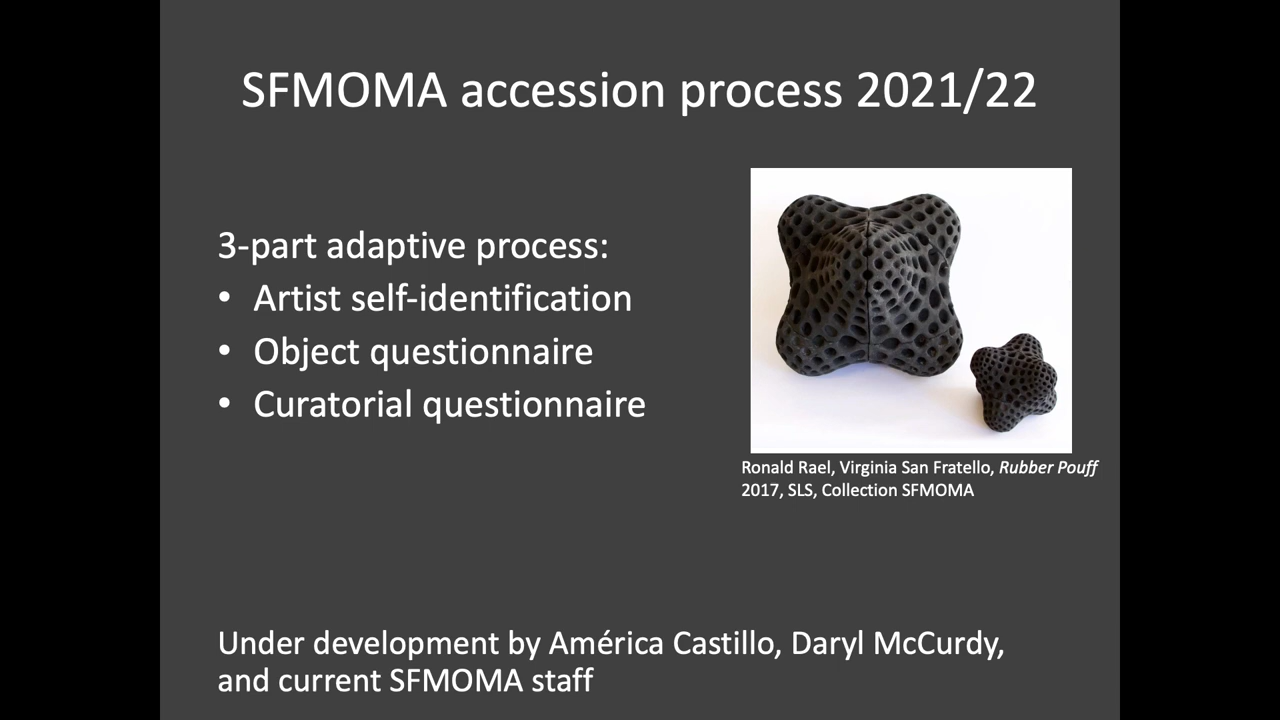 SFMOMA accession process 2021/22
3-part adaptive process:
• Artist self-identification
• Object questionnaire
• Curatorial questionnaire
Ronald Rael, Virginia San Fratello, Rubber Pouff
2017, SLS, Collection SFMOMA
Under development by América Castillo, Daryl McCurdy,
and current SFMOMA staff